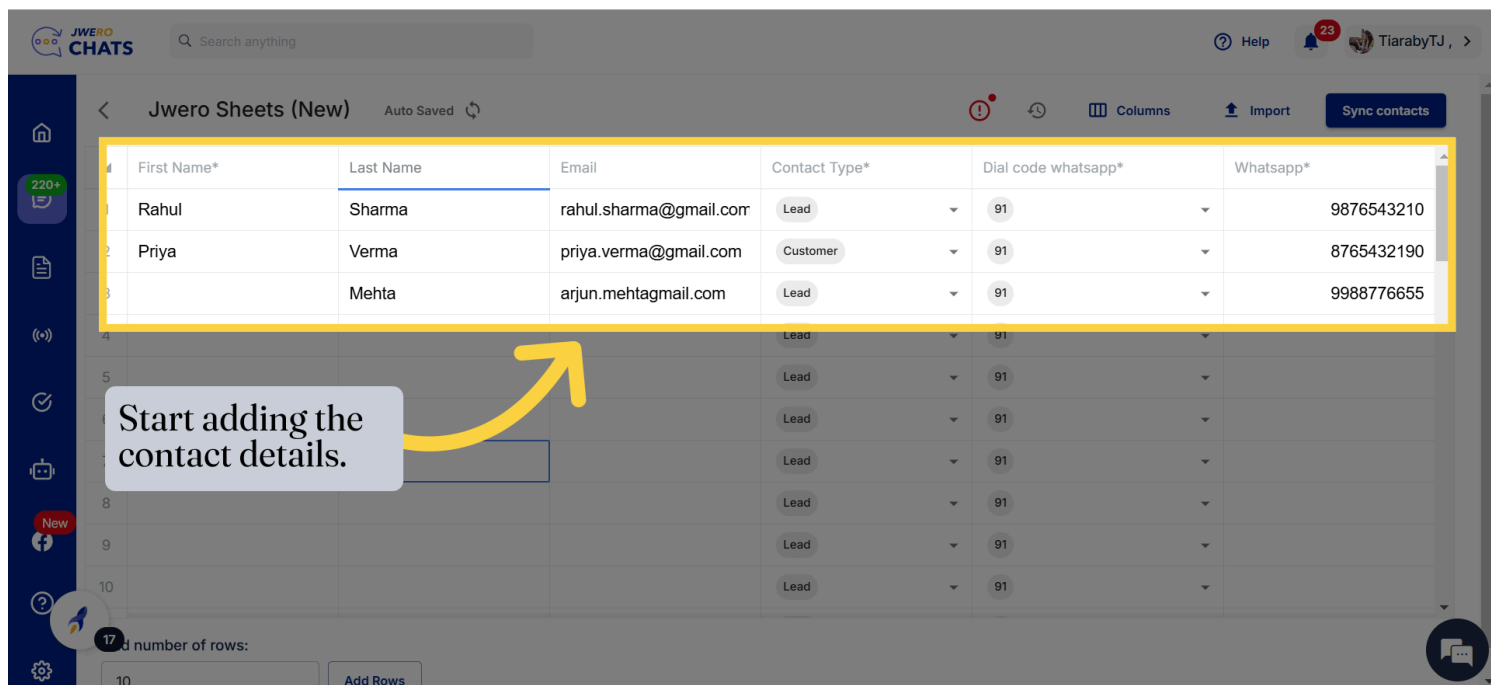 JWERO
CHATS
Search anything
Help
23
TiarabyTJ ,
Jwero Sheets (New)
Auto Saved
Columns
Import
Sync contacts
220+
First Name*
Last Name
Email
Contact Type*
Dial code whatsapp*
Whatsapp*
1 Rahul Sharma rahul.sharma@gmail.com Lead 91 9876543210
2 Priya Verma priya.verma@gmail.com Customer 91 8765432190
3 Mehta arjun.mehtagmail.com Lead 91 9988776655
4 Lead 91
5 Lead 91
Lead 91
Lead 91
8 Lead 91
9 Lead 91
10 Lead 91
Start adding the
contact details.
New
17
number of rows:
10
Add Rows